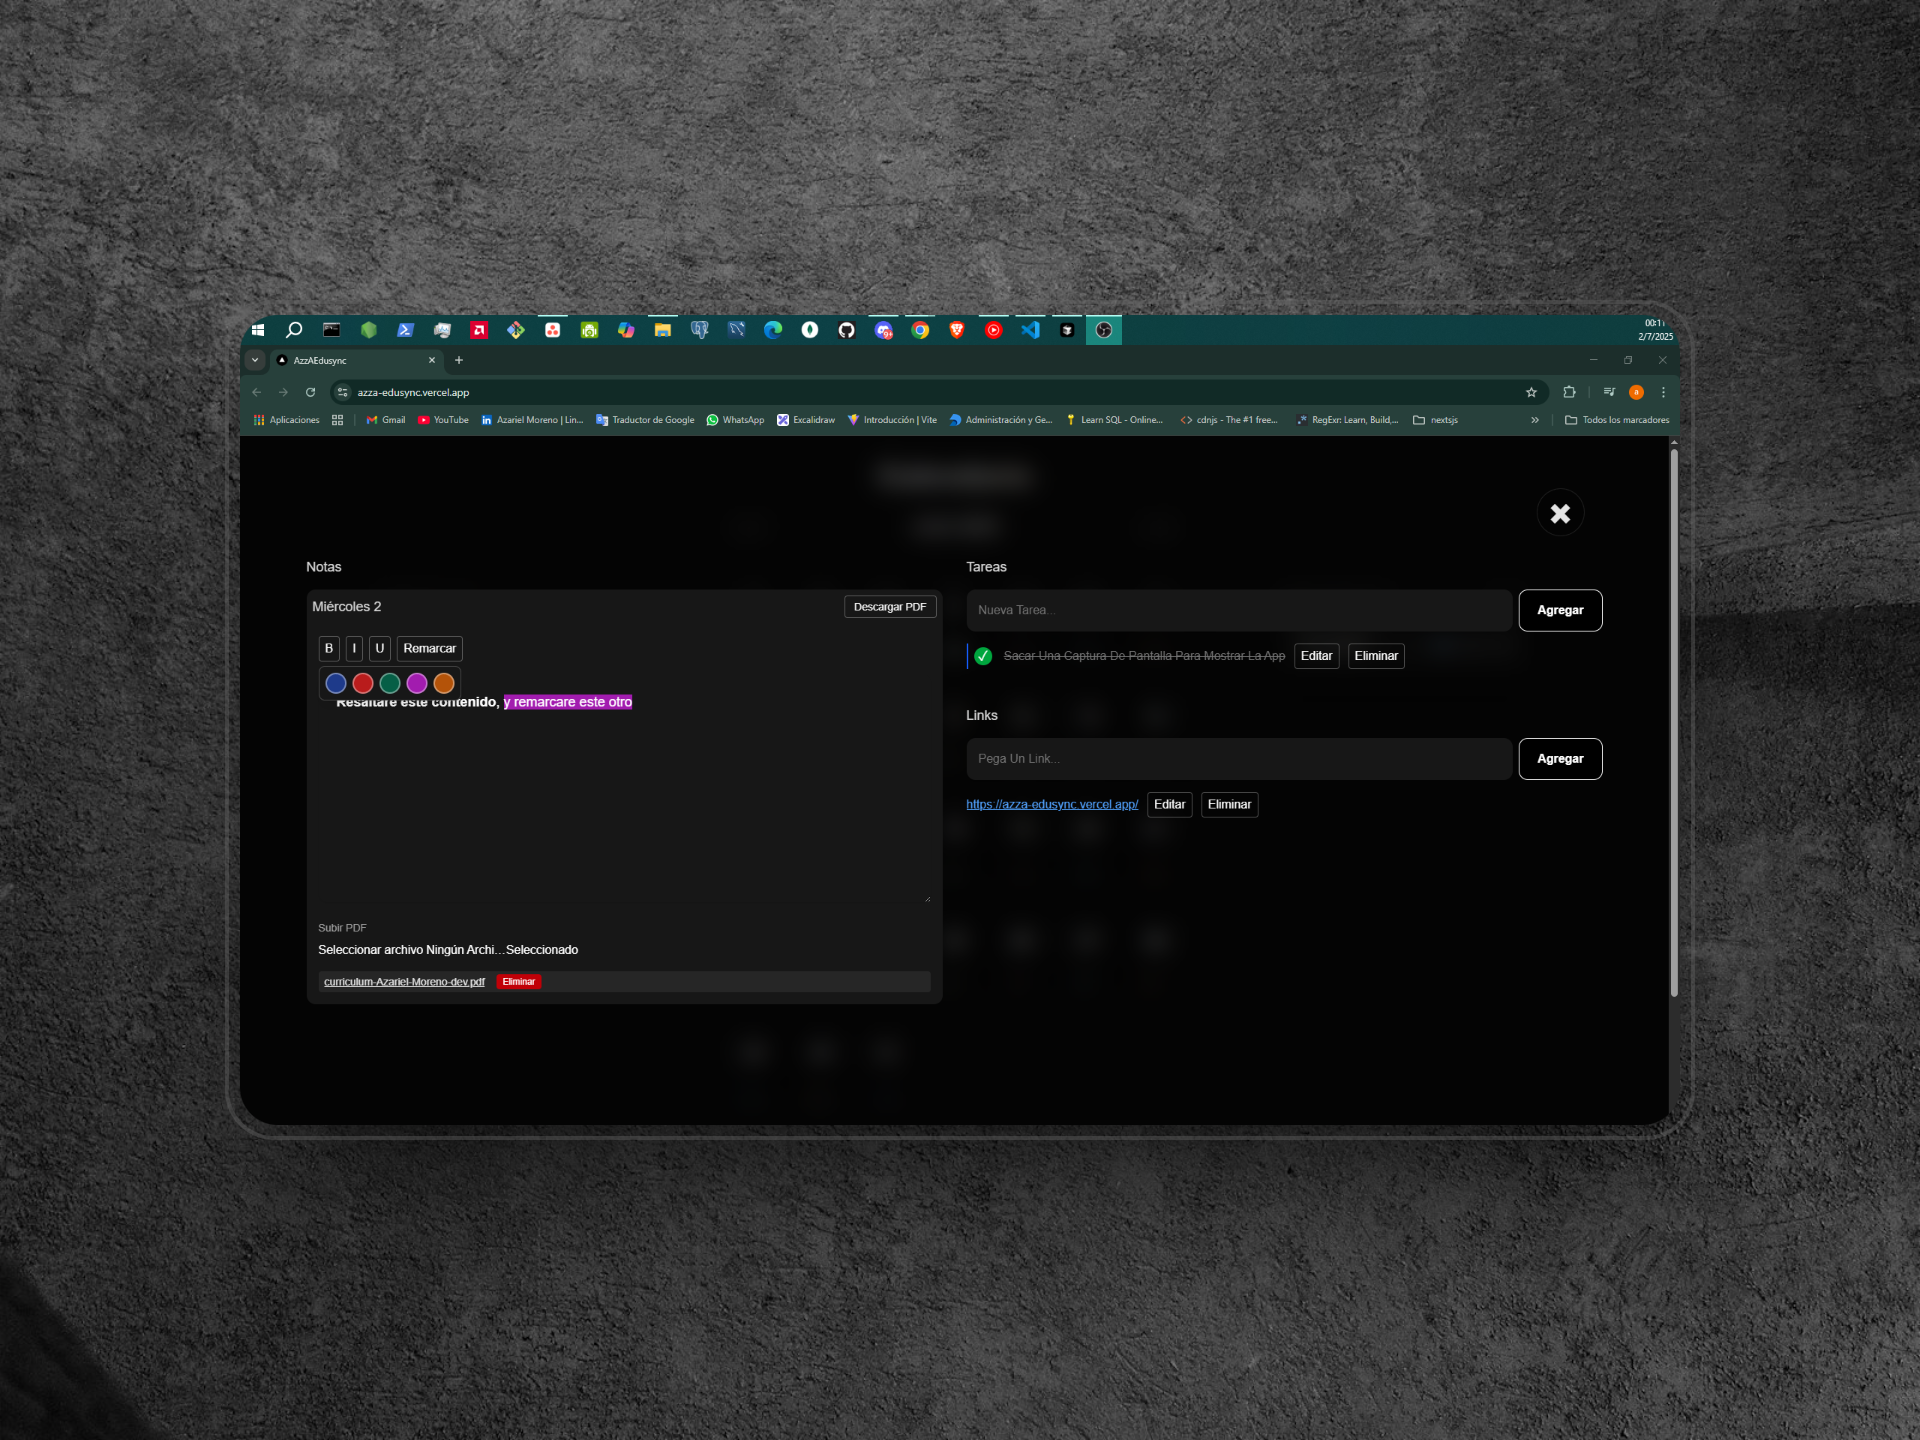 00:11
2/7/2025
AzzAEdusync
azza-edusync.vercel.app
Aplicaciones
Gmail
YouTube
Azariel Moreno | Lin...
Traductor de Google
WhatsApp
Excalidraw
Introducción | Vite
Administración y Ge...
Learn SQL - Online...
cdnjs - The #1 free...
RegExr: Learn, Build,...
nextsjs
Todos los marcadores
Notas
Miércoles 2
Descargar PDF
B I U Remarcar
Resaltare este contenido, y remarcare este otro
Subir PDF
Seleccionar archivo Ningún Archi...Seleccionado
curriculum-Azariel-Moreno-dev.pdf Eliminar
Tareas
Nueva Tarea... Agregar
Sacar Una Captura De Pantalla Para Mostrar La App Editar Eliminar
Links
Pega Un Link... Agregar
https://azza-edusync.vercel.app/ Editar Eliminar